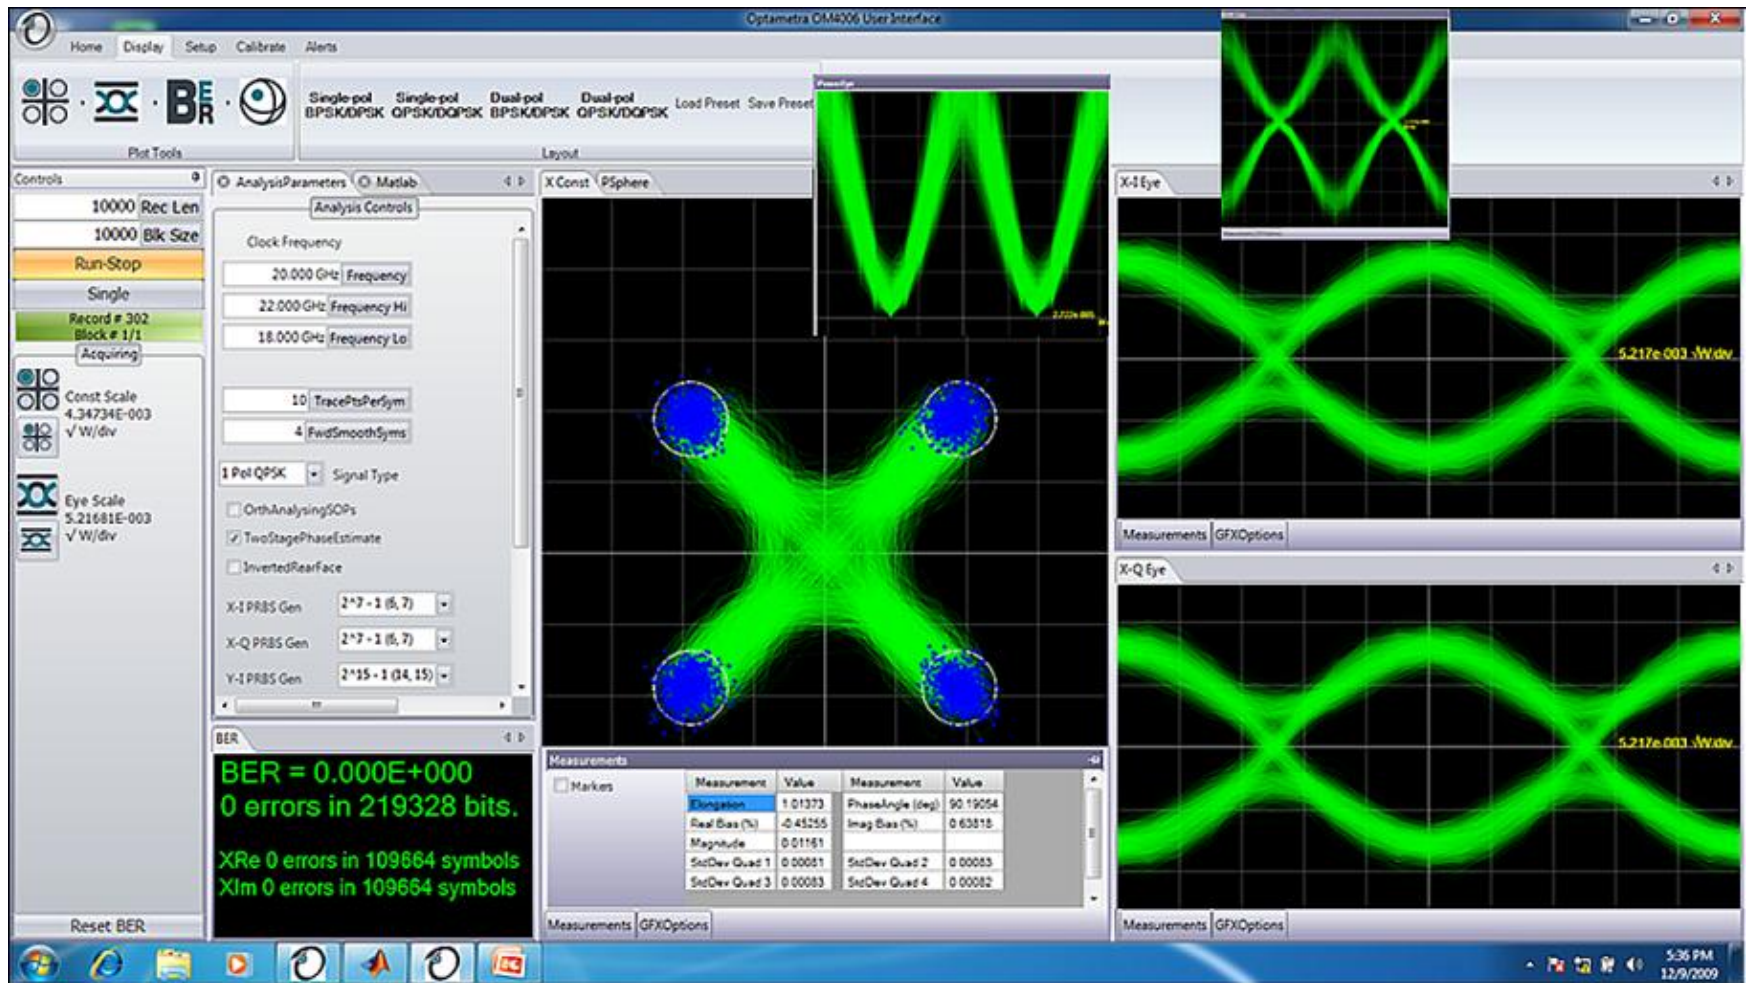 Optametra OM4006 User Interface
Home Display Setup Calibrate Alerts
BER
Single-pol BPSK/DPSK
Single-pol QPSK/DQPSK
Dual-pol BPSK/DPSK
Dual-pol QPSK/DQPSK
Load Preset Save Preset
Plot Tools
Layout
Controls
10000 Rec Len
10000 Blk Size
Run-Stop
Single
Record # 302
Block # 1/1
Acquiring
Const Scale
4.34734E-003
√ W/div
Eye Scale
5.21681E-003
√ W/div
Reset BER
AnalysisParameters Matlab
Analysis Controls
Clock Frequency
20.000 GHz Frequency
22.000 GHz Frequency Hi
18.000 GHz Frequency Lo
10 TracePtsPerSym
4 FwdSmoothSyms
1 Pol QPSK Signal Type
OrthAnalysingSOPs
TwoStagePhaseEstimate
InvertedRearFace
X-I PRBS Gen 2^7 - 1 (6, 7)
X-Q PRBS Gen 2^7 - 1 (6, 7)
Y-I PRBS Gen 2^15 - 1 (14, 15)
BER
BER = 0.000E+000
0 errors in 219328 bits.
XRe 0 errors in 109664 symbols
XIm 0 errors in 109664 symbols
X Const PSphere
Measurements
Markers
Measurement Value Measurement Value
Elongation 1.01373 PhaseAngle (deg) 90.19054
Real Bias (%) -0.45255 Imag Bias (%) 0.63818
Magnitude 0.01161
StdDev Quad 1 0.00081 StdDev Quad 2 0.00083
StdDev Quad 3 0.00083 StdDev Quad 4 0.00082
Measurements GFXOptions
X-I Eye
5.217e-003 √W/div
Measurements GFXOptions
X-Q Eye
5.217e-003 √W/div
Measurements GFXOptions
5:36 PM
12/9/2009